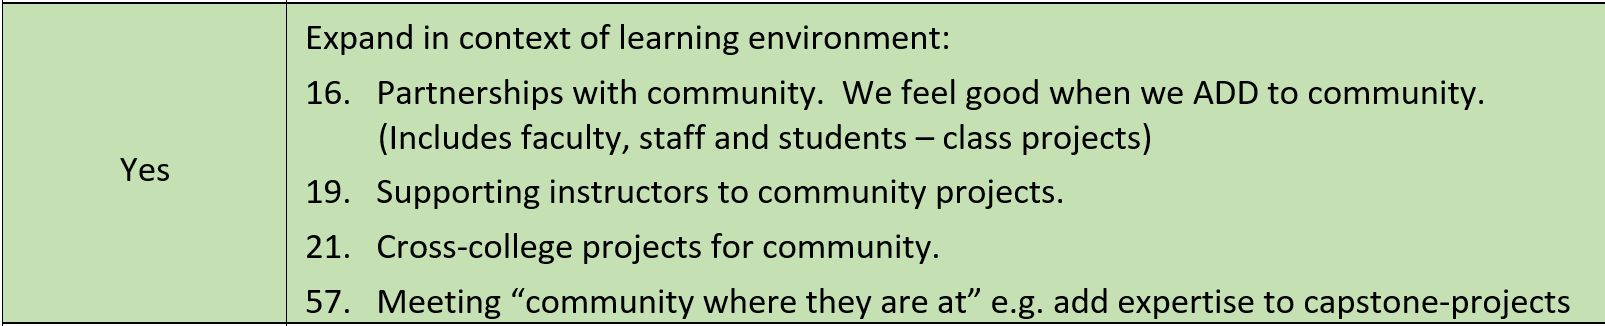 Yes
Expand in context of learning environment:
16. Partnerships with community.  We feel good when we ADD to community.
(Includes faculty, staff and students – class projects)
19. Supporting instructors to community projects.
21. Cross-college projects for community.
57. Meeting “community where they are at” e.g. add expertise to capstone-projects